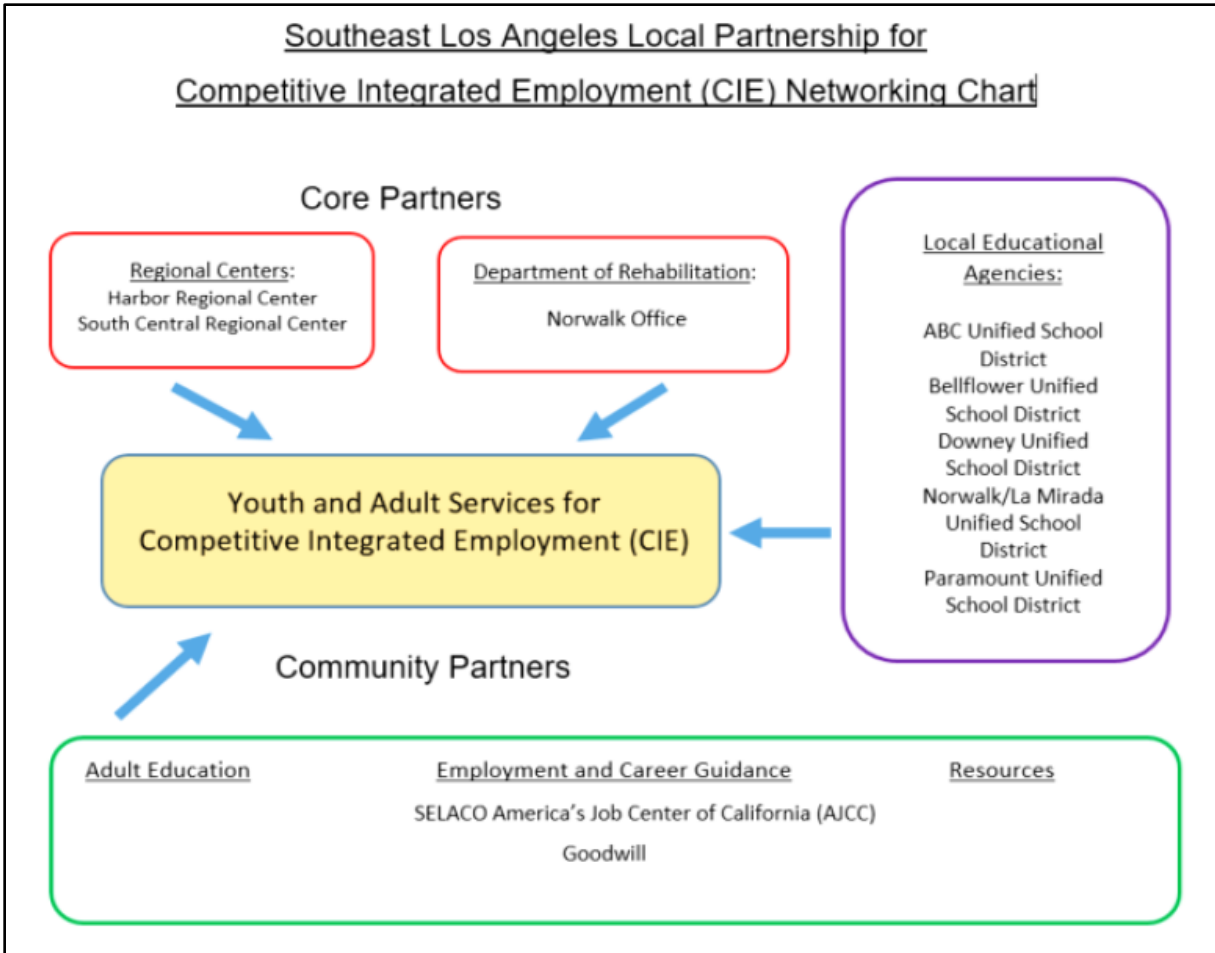 Southeast Los Angeles Local Partnership for
Competitive Integrated Employment (CIE) Networking Chart
Core Partners
Regional Centers:
Harbor Regional Center
South Central Regional Center
Department of Rehabilitation:
Norwalk Office
Local Educational
Agencies:
ABC Unified School
District
Bellflower Unified
School District
Downey Unified
School District
Norwalk/La Mirada
Unified School
District
Paramount Unified
School District
Youth and Adult Services for
Competitive Integrated Employment (CIE)
Community Partners
Adult Education
Employment and Career Guidance
SELACO America's Job Center of California (AJCC)
Goodwill
Resources